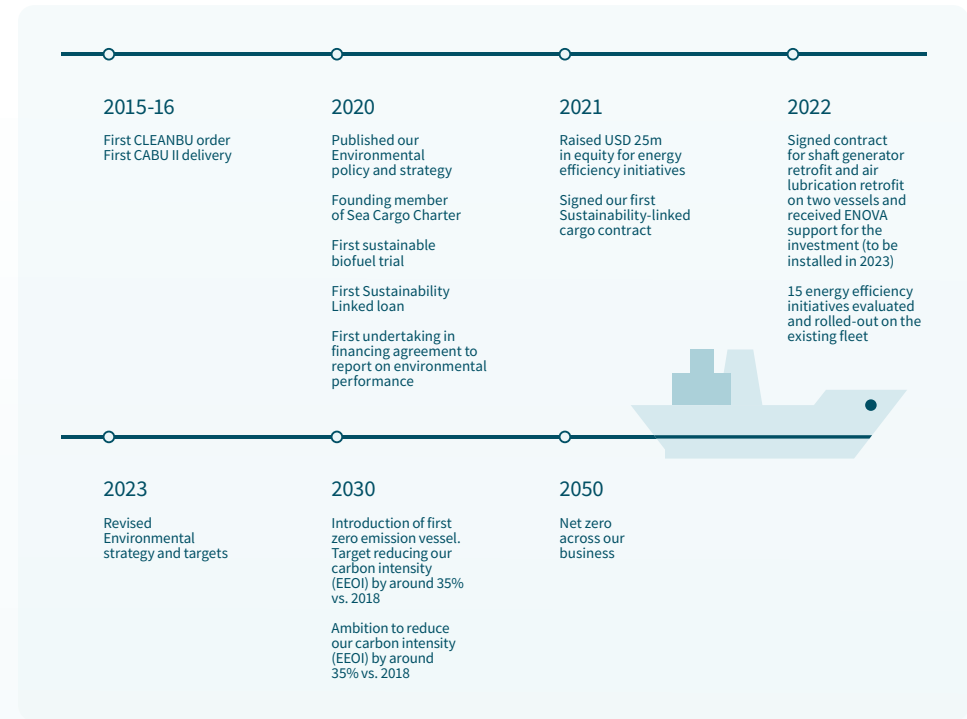 2015-16
First CLEANBU order
First CABU II delivery
2020
Published our
Environmental
policy and strategy
Founding member
of Sea Cargo Charter
First sustainable
biofuel trial
First Sustainability
Linked loan
First undertaking in
financing agreement to
report on environmental
performance
2021
Raised USD 25m
in equity for energy
efficiency initiatives
Signed our first
Sustainability-linked
cargo contract
2022
Signed contract
for shaft generator
retrofit and air
lubrication retrofit
on two vessels and
received ENOVA
support for the
investment (to be
installed in 2023)
15 energy efficiency
initiatives evaluated
and rolled-out on the
existing fleet
2023
Revised
Environmental
strategy and targets
2030
Introduction of first
zero emission vessel.
Target reducing our
carbon intensity
(EEOI) by around 35%
vs. 2018
Ambition to reduce
our carbon intensity
(EEOI) by around
35% vs. 2018
2050
Net zero
across our
business